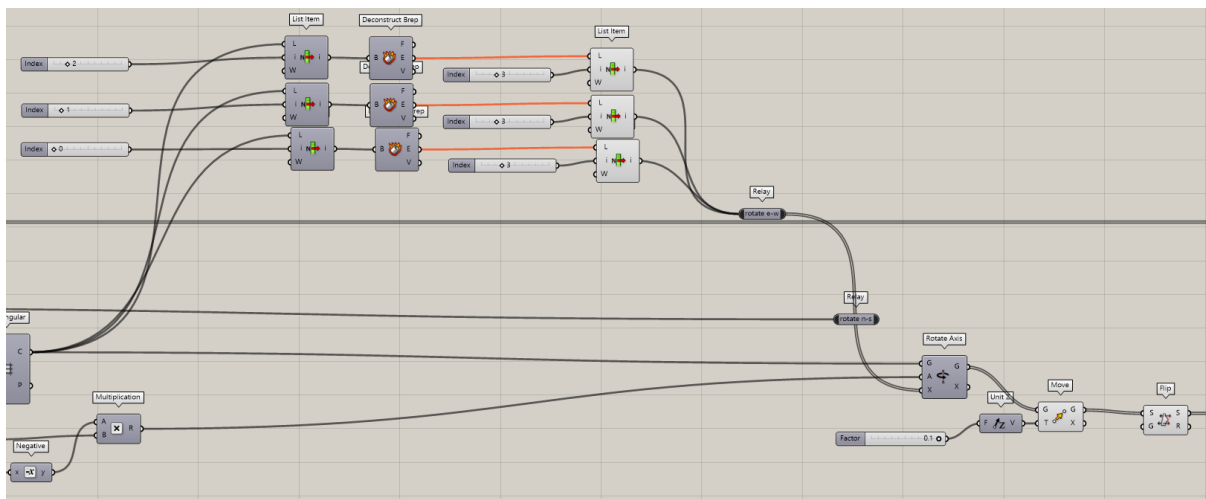 List Item
Deconstruct Brep
List Item
L
i
W
N
i
B
F
E
V
L
i
W
N
i
Index
2
Index
3
L
i
W
N
i
B
F
E
V
L
i
W
N
i
Index
1
Index
3
L
i
W
N
i
B
F
E
V
L
i
W
N
i
Index
0
Index
3
Relay
rotate e-w
Relay
rotate n-s
C
P
Rotate Axis
G
A
X
G
X
Multiplication
A
B
R
Negative
x
-x
y
Factor
0.1
Unit Z
F
Z
V
Move
G
T
G
X
Flip
S
G
S
R